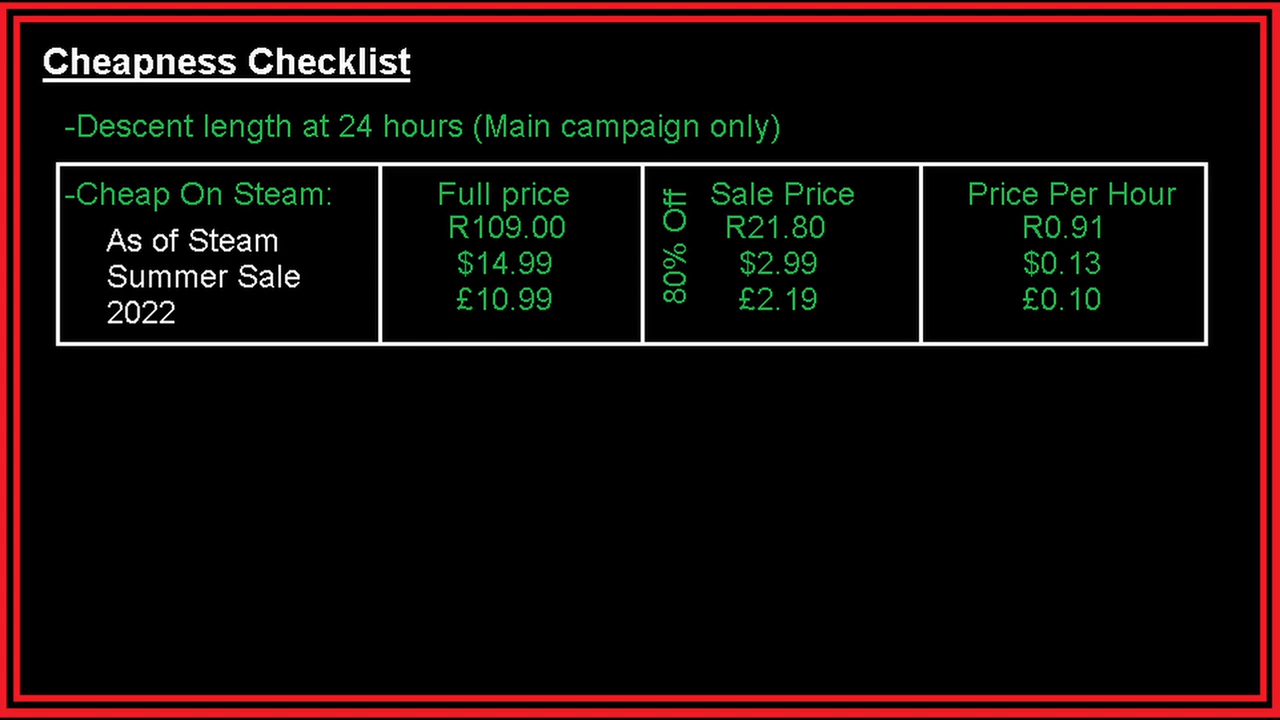 Cheapness Checklist
-Descent length at 24 hours (Main campaign only)
-Cheap On Steam:
As of Steam
Summer Sale
2022
Full price
R109.00
$14.99
£10.99
80% Off
Sale Price
R21.80
$2.99
£2.19
Price Per Hour
R0.91
$0.13
£0.10